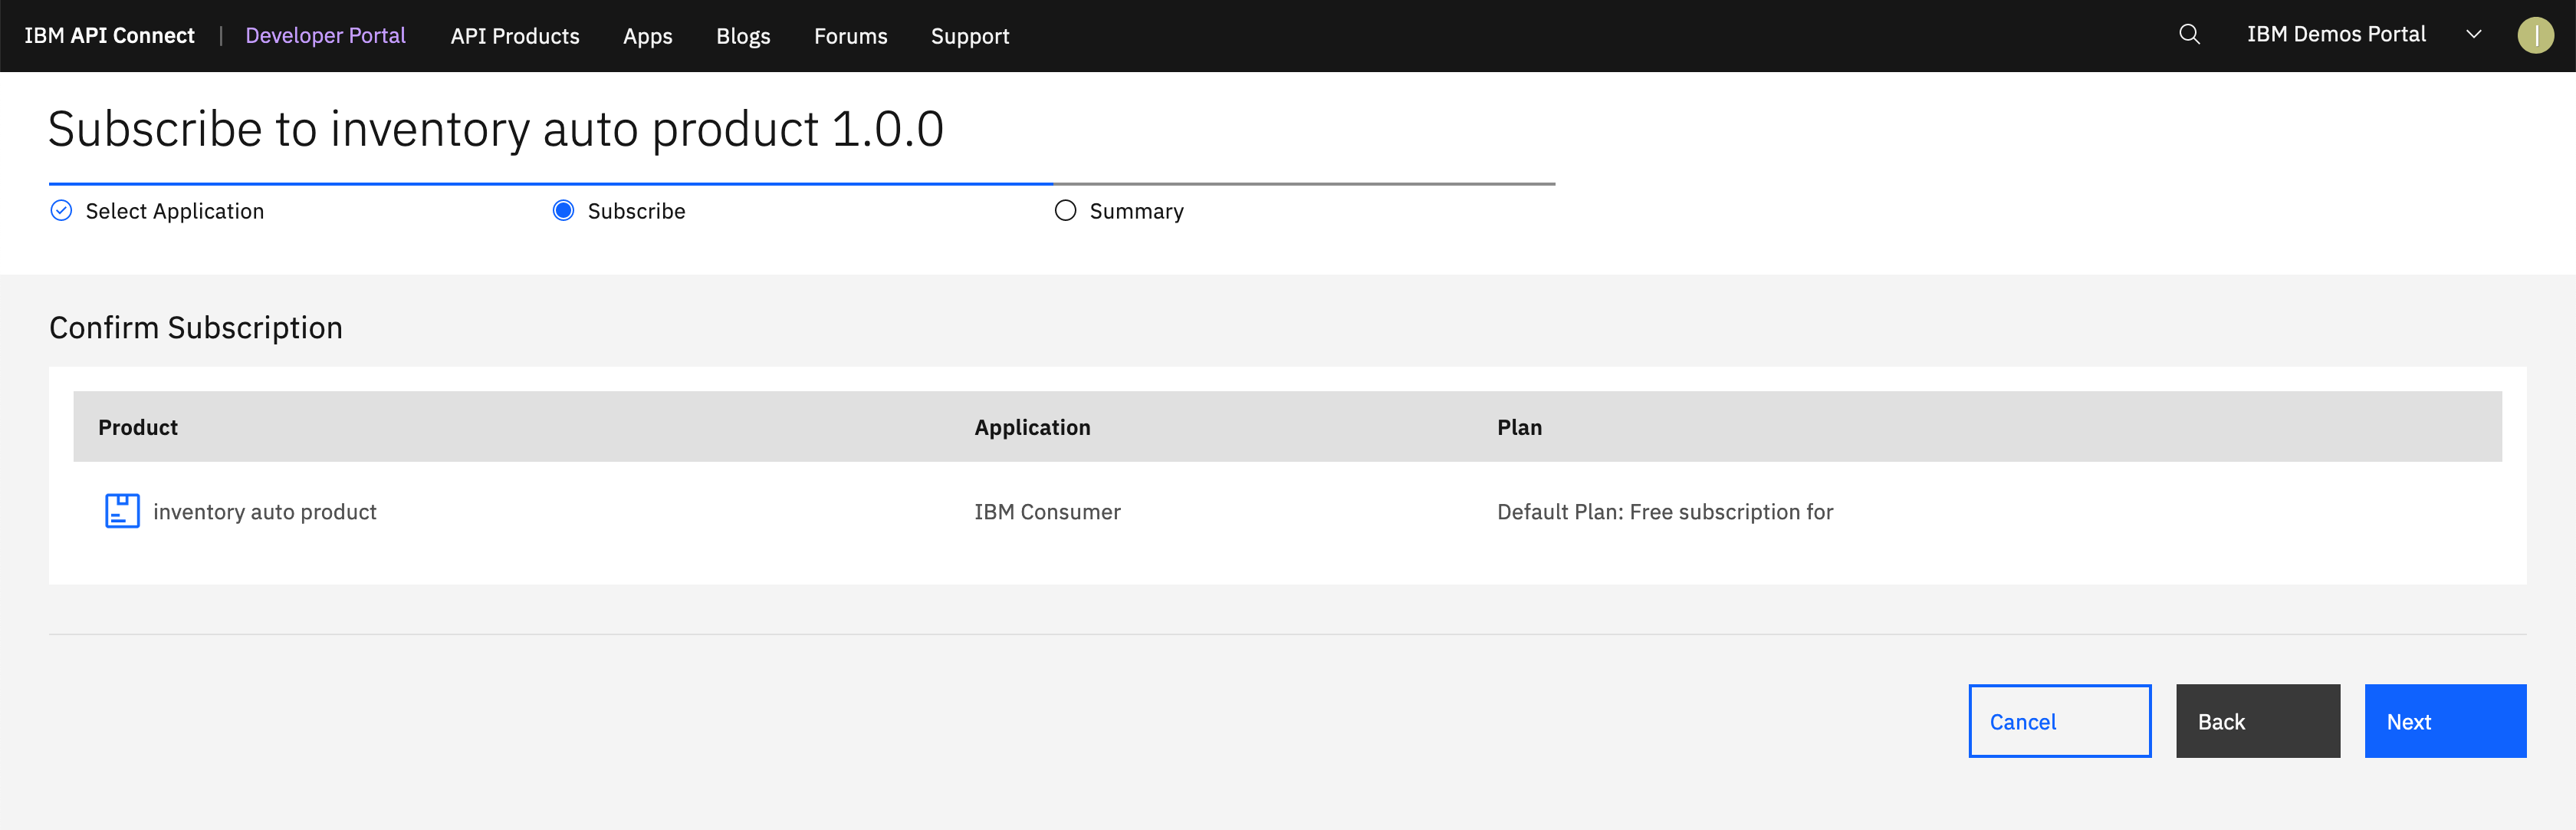 IBM API Connect | Developer Portal API Products Apps Blogs Forums Support IBM Demos Portal
Subscribe to inventory auto product 1.0.0
Select Application Subscribe Summary
Confirm Subscription
Product Application Plan
inventory auto product IBM Consumer Default Plan: Free subscription for
Cancel Back Next